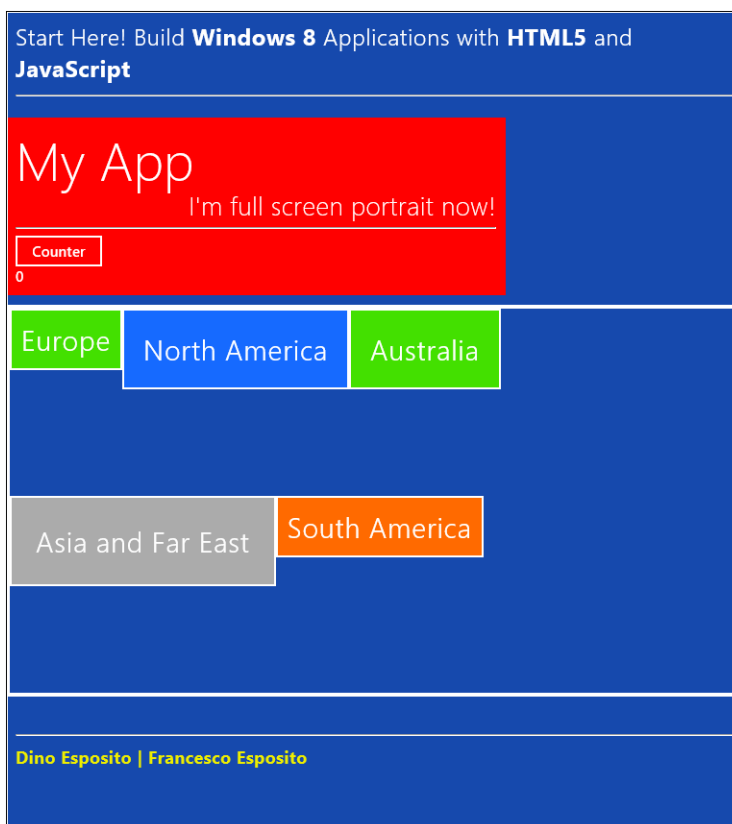 Start Here! Build Windows 8 Applications with HTML5 and
JavaScript
My App
I'm full screen portrait now!
Counter
0
Europe
North America
Australia
Asia and Far East
South America
Dino Esposito | Francesco Esposito